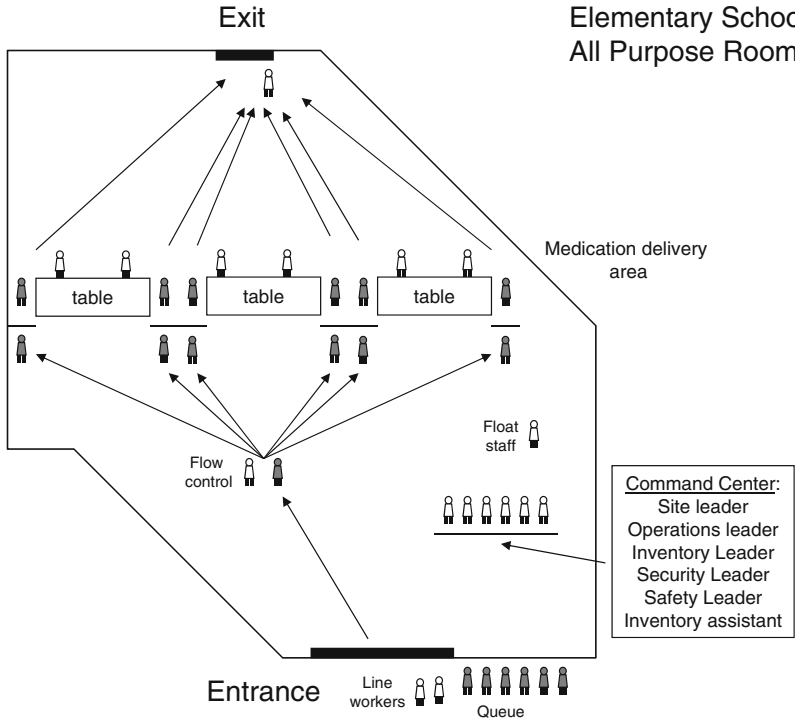 Exit
Elementary Schoo
All Purpose Room
Medication delivery
area
table
table
table
Float
staff
Flow
control
Command Center:
Site leader
Operations leader
Inventory Leader
Security Leader
Safety Leader
Inventory assistant
Entrance
Line
workers
Queue